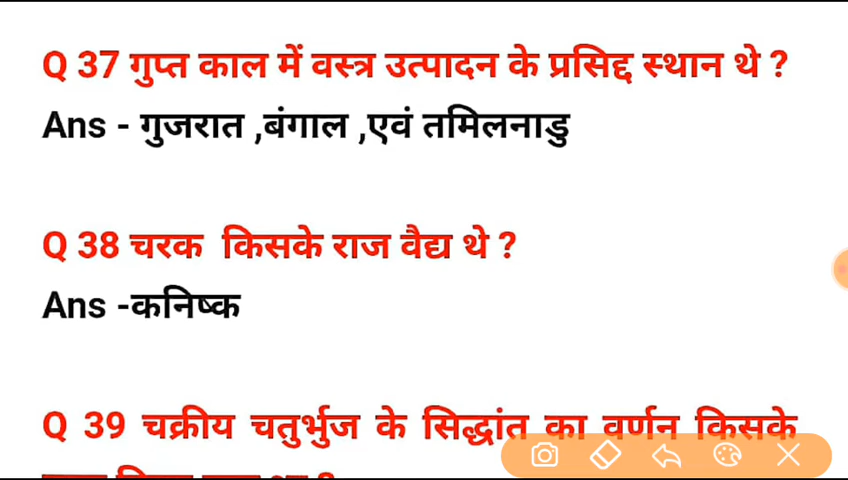 Q 37 गुप्त काल में वस्त्र उत्पादन के प्रसिद्द स्थान थे ?
Ans - गुजरात ,बंगाल ,एवं तमिलनाडु
Q 38 चरक किसके राज वैद्य थे ?
Ans -कनिष्क
Q 39 चक्रीय चतुर्भुज के सिद्धांत का वर्णन किसके